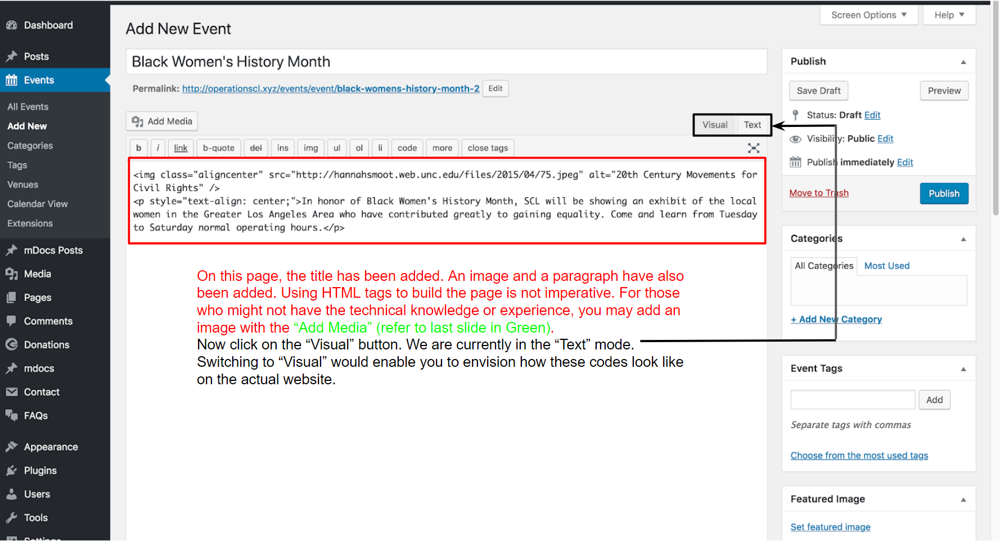 Dashboard
Posts
Events
All Events
Add New
Categories
Tags
Venues
Calendar View
Extensions
mDocs Posts
Media
Pages
Comments
Donations
mdocs
Contact
FAQs
Appearance
Plugins
Users
Tools
Settings
Screen Options
Help
Add New Event
Black Women's History Month
Permalink: http://operationscl.xyz/events/event/black-womens-history-month-2 Edit
Add Media
Visual Text
b i link b-quote del ins img ul ol li code more close tags
<img class="aligncenter" src="http://hannahsmoot.web.unc.edu/files/2015/04/75.jpeg" alt="20th Century Movements for
Civil Rights" />
<p style="text-align: center;">In honor of Black Women's History Month, SCL will be showing an exhibit of the local
women in the Greater Los Angeles Area who have contributed greatly to gaining equality. Come and learn from Tuesday
to Saturday normal operating hours.</p>
On this page, the title has been added. An image and a paragraph have also
been added. Using HTML tags to build the page is not imperative. For those
who might not have the technical knowledge or experience, you may add an
image with the “Add Media” (refer to last slide in Green).
Now click on the “Visual” button. We are currently in the “Text” mode.
Switching to “Visual” would enable you to envision how these codes look like
on the actual website.
Publish
Save Draft Preview
Status: Draft Edit
Visibility: Public Edit
Publish immediately Edit
Move to Trash Publish
Categories
All Categories Most Used
+ Add New Category
Event Tags
Add
Separate tags with commas
Choose from the most used tags
Featured Image
Set featured image